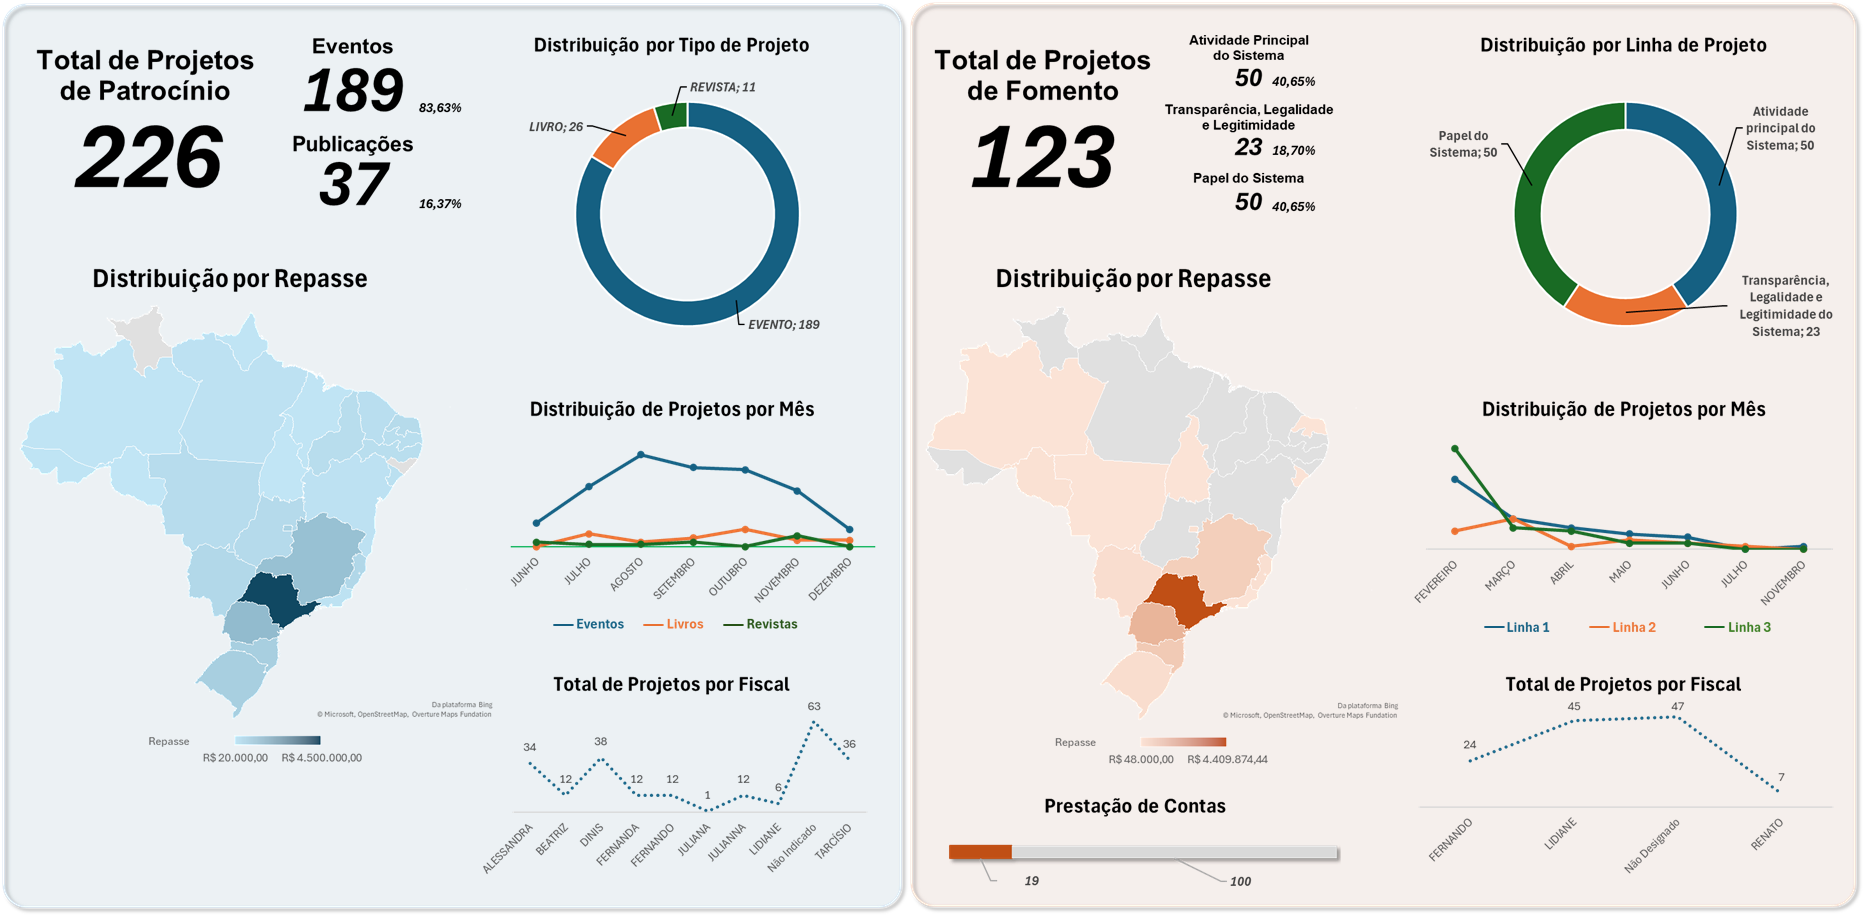 Total de Projetos
de Patrocínio
226
Eventos
189
83,63%
Publicações
37
16,37%
Distribuição por Tipo de Projeto
REVISTA; 11
LIVRO; 26
EVENTO; 189
Distribuição por Repasse
Da plataforma Bing
© Microsoft, OpenStreetMap, Overture Maps Fundation
Repasse
R$ 20.000,00 R$ 4.500.000,00
Distribuição de Projetos por Mês
JUNHO
JULHO
AGOSTO
SETEMBRO
OUTUBRO
NOVEMBRO
DEZEMBRO
Eventos Livros Revistas
Total de Projetos por Fiscal
34
12
38
12
12
1
12
6
63
36
ALESSANDRA
BEATRIZ
DINIS
FERNANDA
FERNANDO
JULIANA
JULIANNA
LIDIANE
Não Indicado
TARCÍSIO
Total de Projetos
de Fomento
123
Atividade Principal
do Sistema
50 40,65%
Transparência, Legalidade
e Legitimidade
23 18,70%
Papel do Sistema
50 40,65%
Distribuição por Linha de Projeto
Atividade
principal do
Sistema; 50
Papel do
Sistema; 50
Transparência,
Legalidade e
Legitimidade do
Sistema; 23
Distribuição por Repasse
Da plataforma Bing
© Microsoft, OpenStreetMap, Overture Maps Fundation
Repasse
R$ 48.000,00 R$ 4.409.874,44
Prestação de Contas
19
100
Distribuição de Projetos por Mês
FEVEREIRO
MARÇO
ABRIL
MAIO
JUNHO
JULHO
NOVEMBRO
Linha 1 Linha 2 Linha 3
Total de Projetos por Fiscal
24
45
47
7
FERNANDO
LIDIANE
Não Designado
RENATO